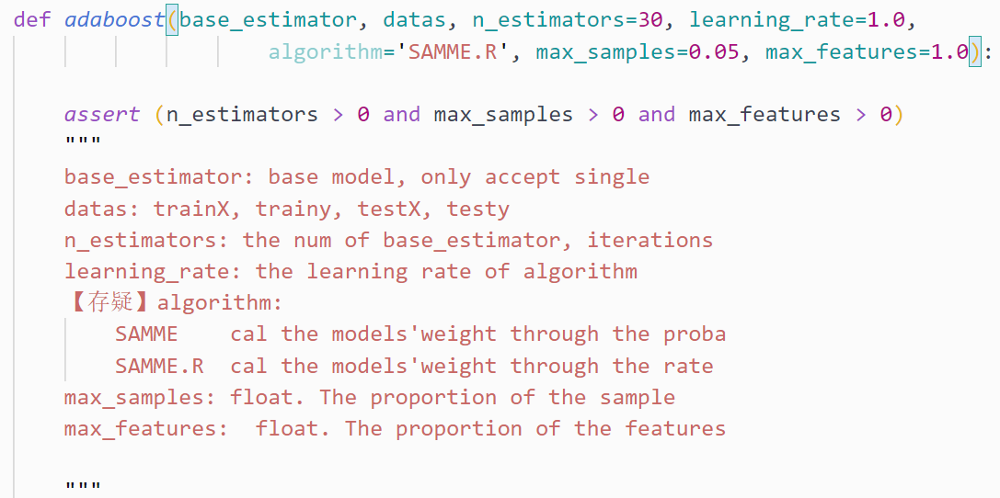 def adaboost(base_estimator, datas, n_estimators=30, learning_rate=1.0,
algorithm='SAMME.R', max_samples=0.05, max_features=1.0):
assert (n_estimators > 0 and max_samples > 0 and max_features > 0)
"""
base_estimator: base model, only accept single
datas: trainX, trainy, testX, testy
n_estimators: the num of base_estimator, iterations
learning_rate: the learning rate of algorithm
【存疑】algorithm:
SAMME    cal the models'weight through the proba
SAMME.R  cal the models'weight through the rate
max_samples: float. The proportion of the sample
max_features:  float. The proportion of the features
"""